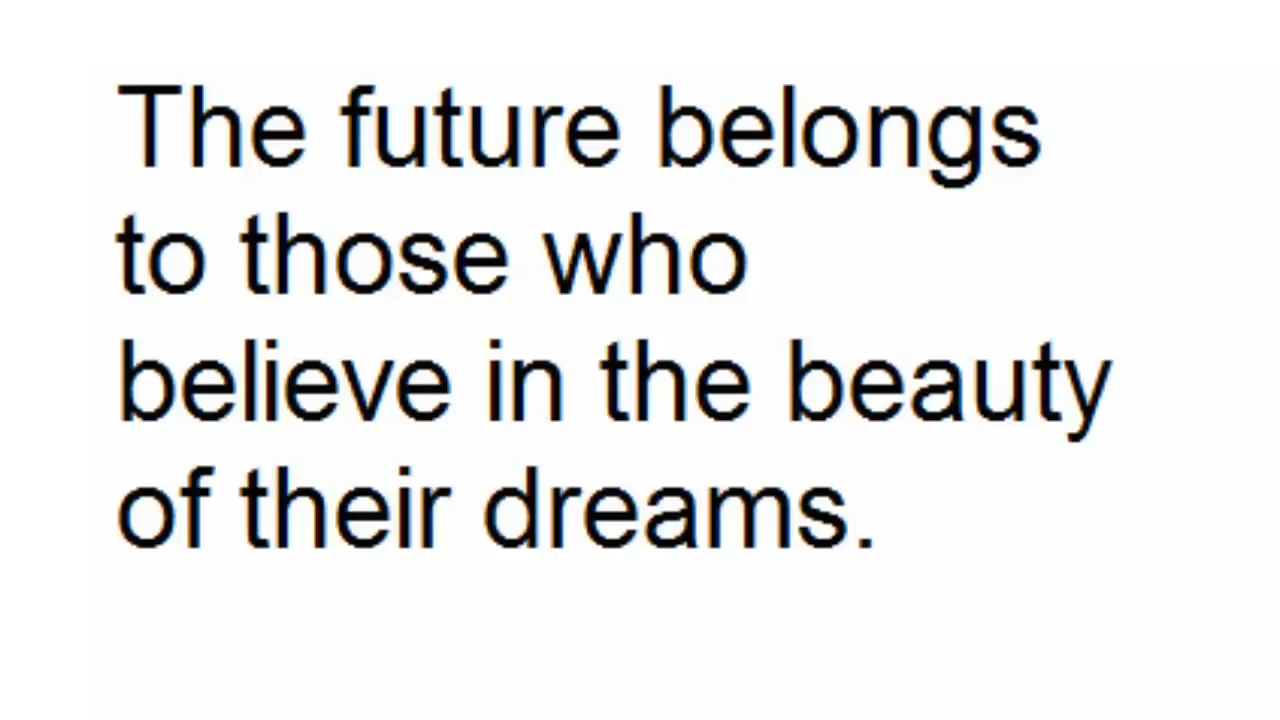 The future belongs
to those who
believe in the beauty
of their dreams.